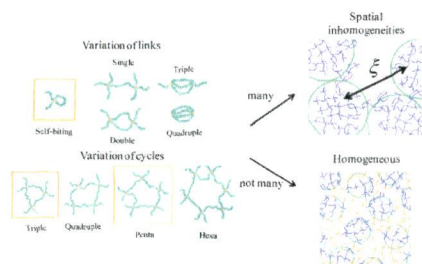 Spatial
inhomogeneities
Variation of links
Single
Triple
ξ
many
Self-biting
Double
Quadruple
Variation of cycles
not many
Homogeneous
Triple
Quadruple
Penta
Hexa